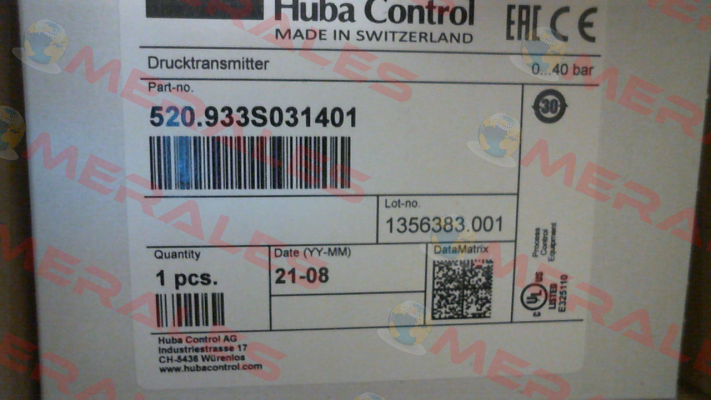 Huba Control
MADE IN SWITZERLAND
EAC CE
Drucktransmitter
0...40 bar
Part-no.
520.933S031401
30
Lot-no.
1356383.001
Quantity
1 pcs.
Date (YY-MM)
21-08
DataMatrix
Process
Control
Equipment
C UL US
LISTED
E325110
Huba Control AG
Industriestrasse 17
CH-5436 Würenlos
www.hubacontrol.com
MERALES